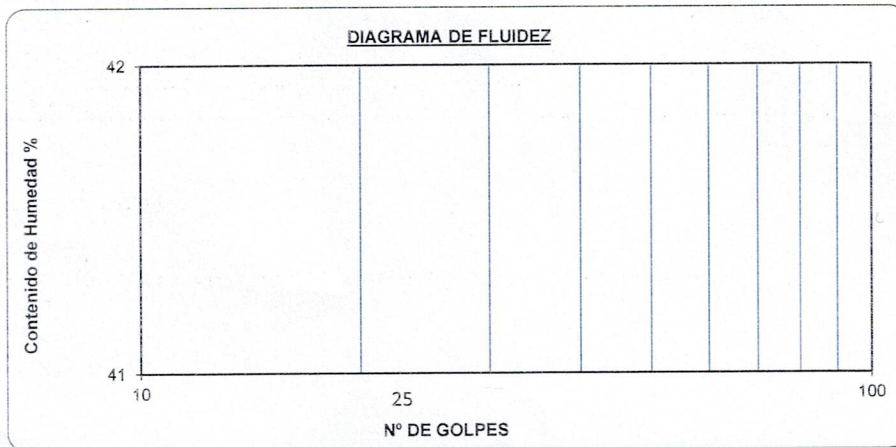 DIAGRAMA DE FLUIDEZ
42
Contenido de Humedad %
41
10 25 100
Nº DE GOLPES